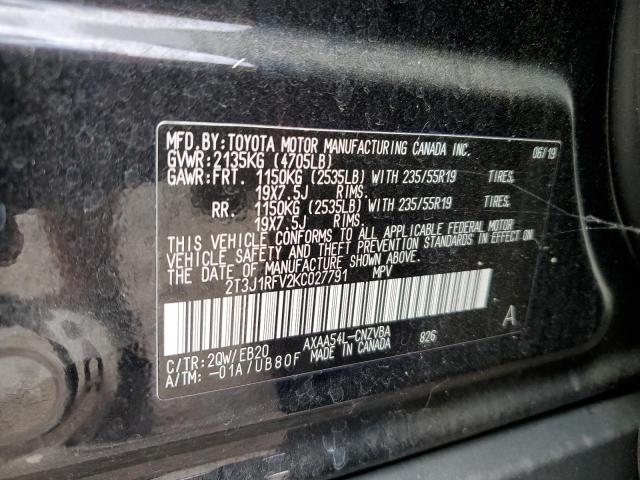 MFD.BY:TOYOTA MOTOR MANUFACTURING CANADA INC. 06/19
GVWR:2135KG (4705LB)
GAWR:FRT. 1150KG (2535LB) WITH 235/55R19 TIRES,
19X7.5J RIMS,
RR. 1150KG (2535LB) WITH 235/55R19 TIRES,
19X7.5J RIMS.
THIS VEHICLE CONFORMS TO ALL APPLICABLE FEDERAL MOTOR
VEHICLE SAFETY AND THEFT PREVENTION STANDARDS IN EFFECT ON
THE DATE OF MANUFACTURE SHOWN ABOVE.
2T3J1RFV2KC027791 MPV
A
C/TR:2QW/EB20 AXAA54L-CNZVBA 826
A/TM: -01A/UB80F MADE IN CANADA